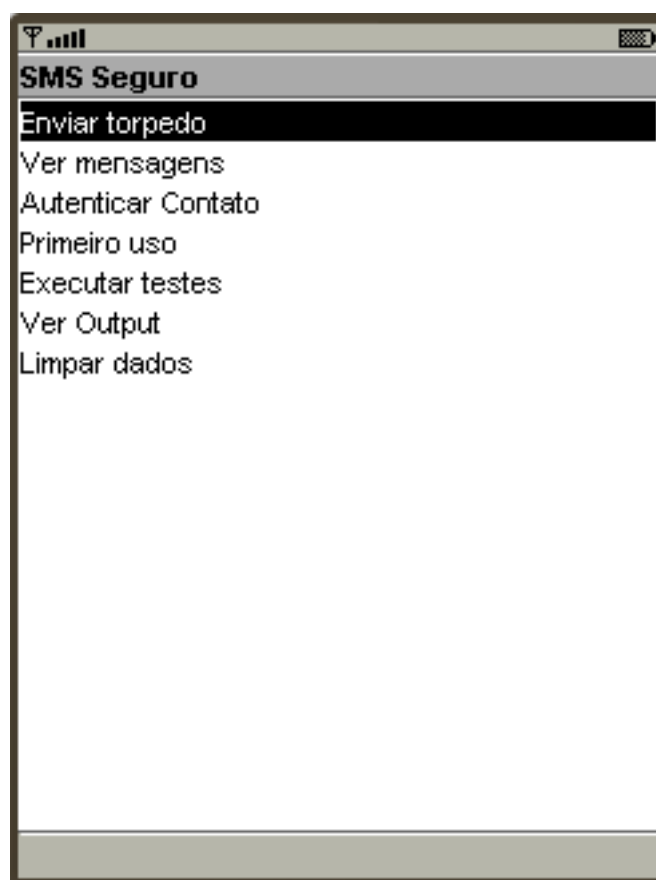 SMS Seguro
Enviar torpedo
Ver mensagens
Autenticar Contato
Primeiro uso
Executar testes
Ver Output
Limpar dados